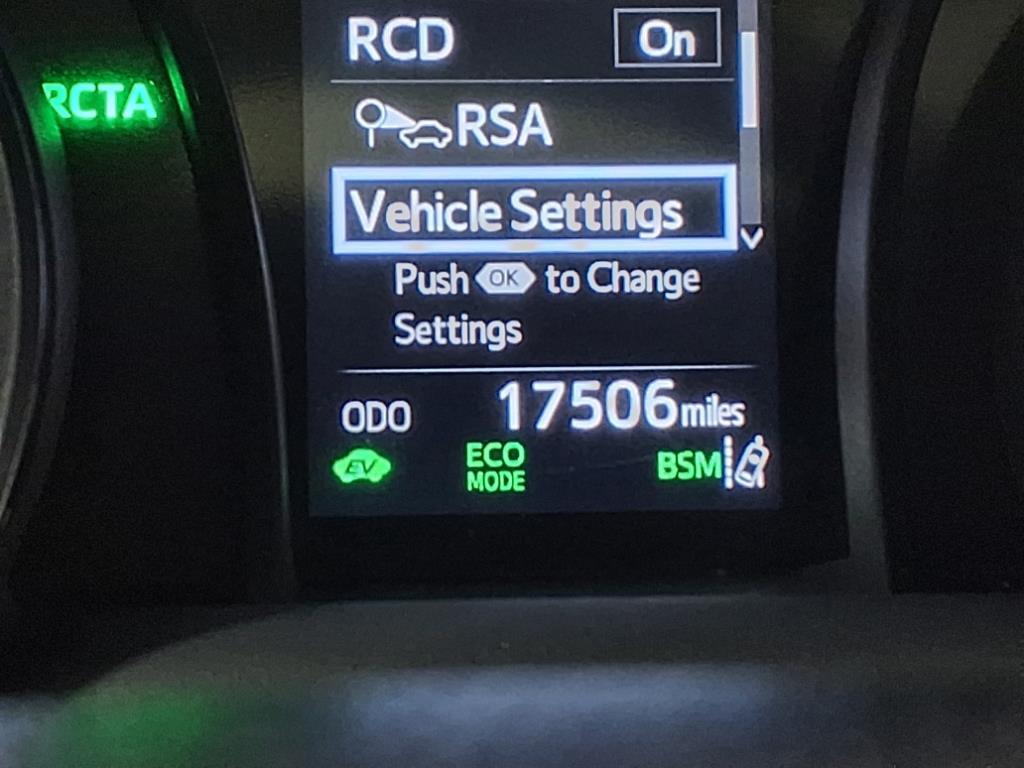 RCD On
RCTA
RSA
Vehicle Settings
Push OK to Change
Settings
ODO 17506 miles
EV ECO BSM
MODE